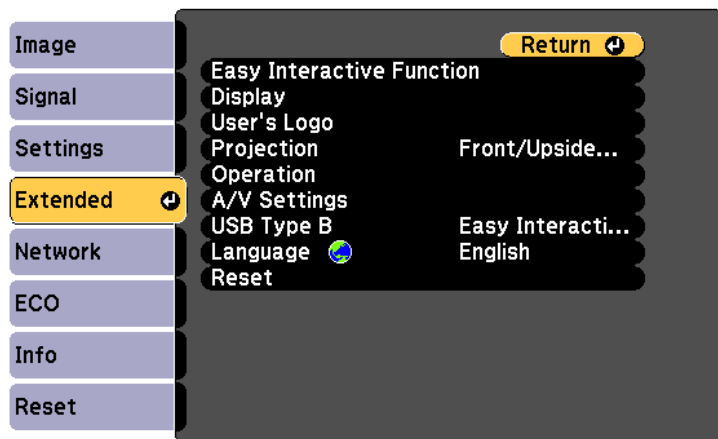 Image
Signal
Settings
Extended
Network
ECO
Info
Reset
Return
Easy Interactive Function
Display
User's Logo
Projection Front/Upside...
Operation
A/V Settings
USB Type B Easy Interacti...
Language English
Reset